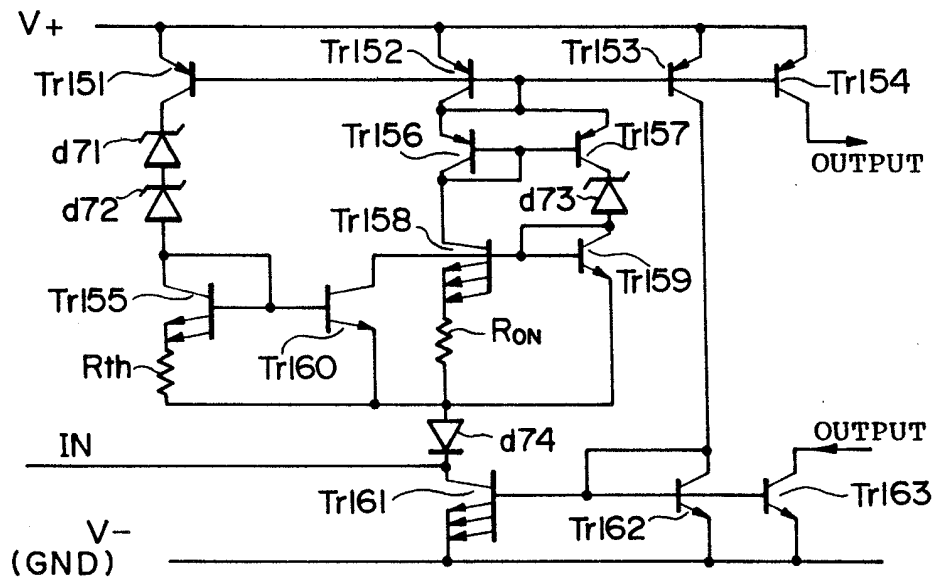 V+
Tr152
Tr153
Tr151
Tr154
Tr156
Tr157
d71
OUTPUT
d72
d73
Tr158
Tr155
Tr159
RON
Rth
Tr160
IN
d74
OUTPUT
Tr161
Tr162
Tr163
V-
(GND)